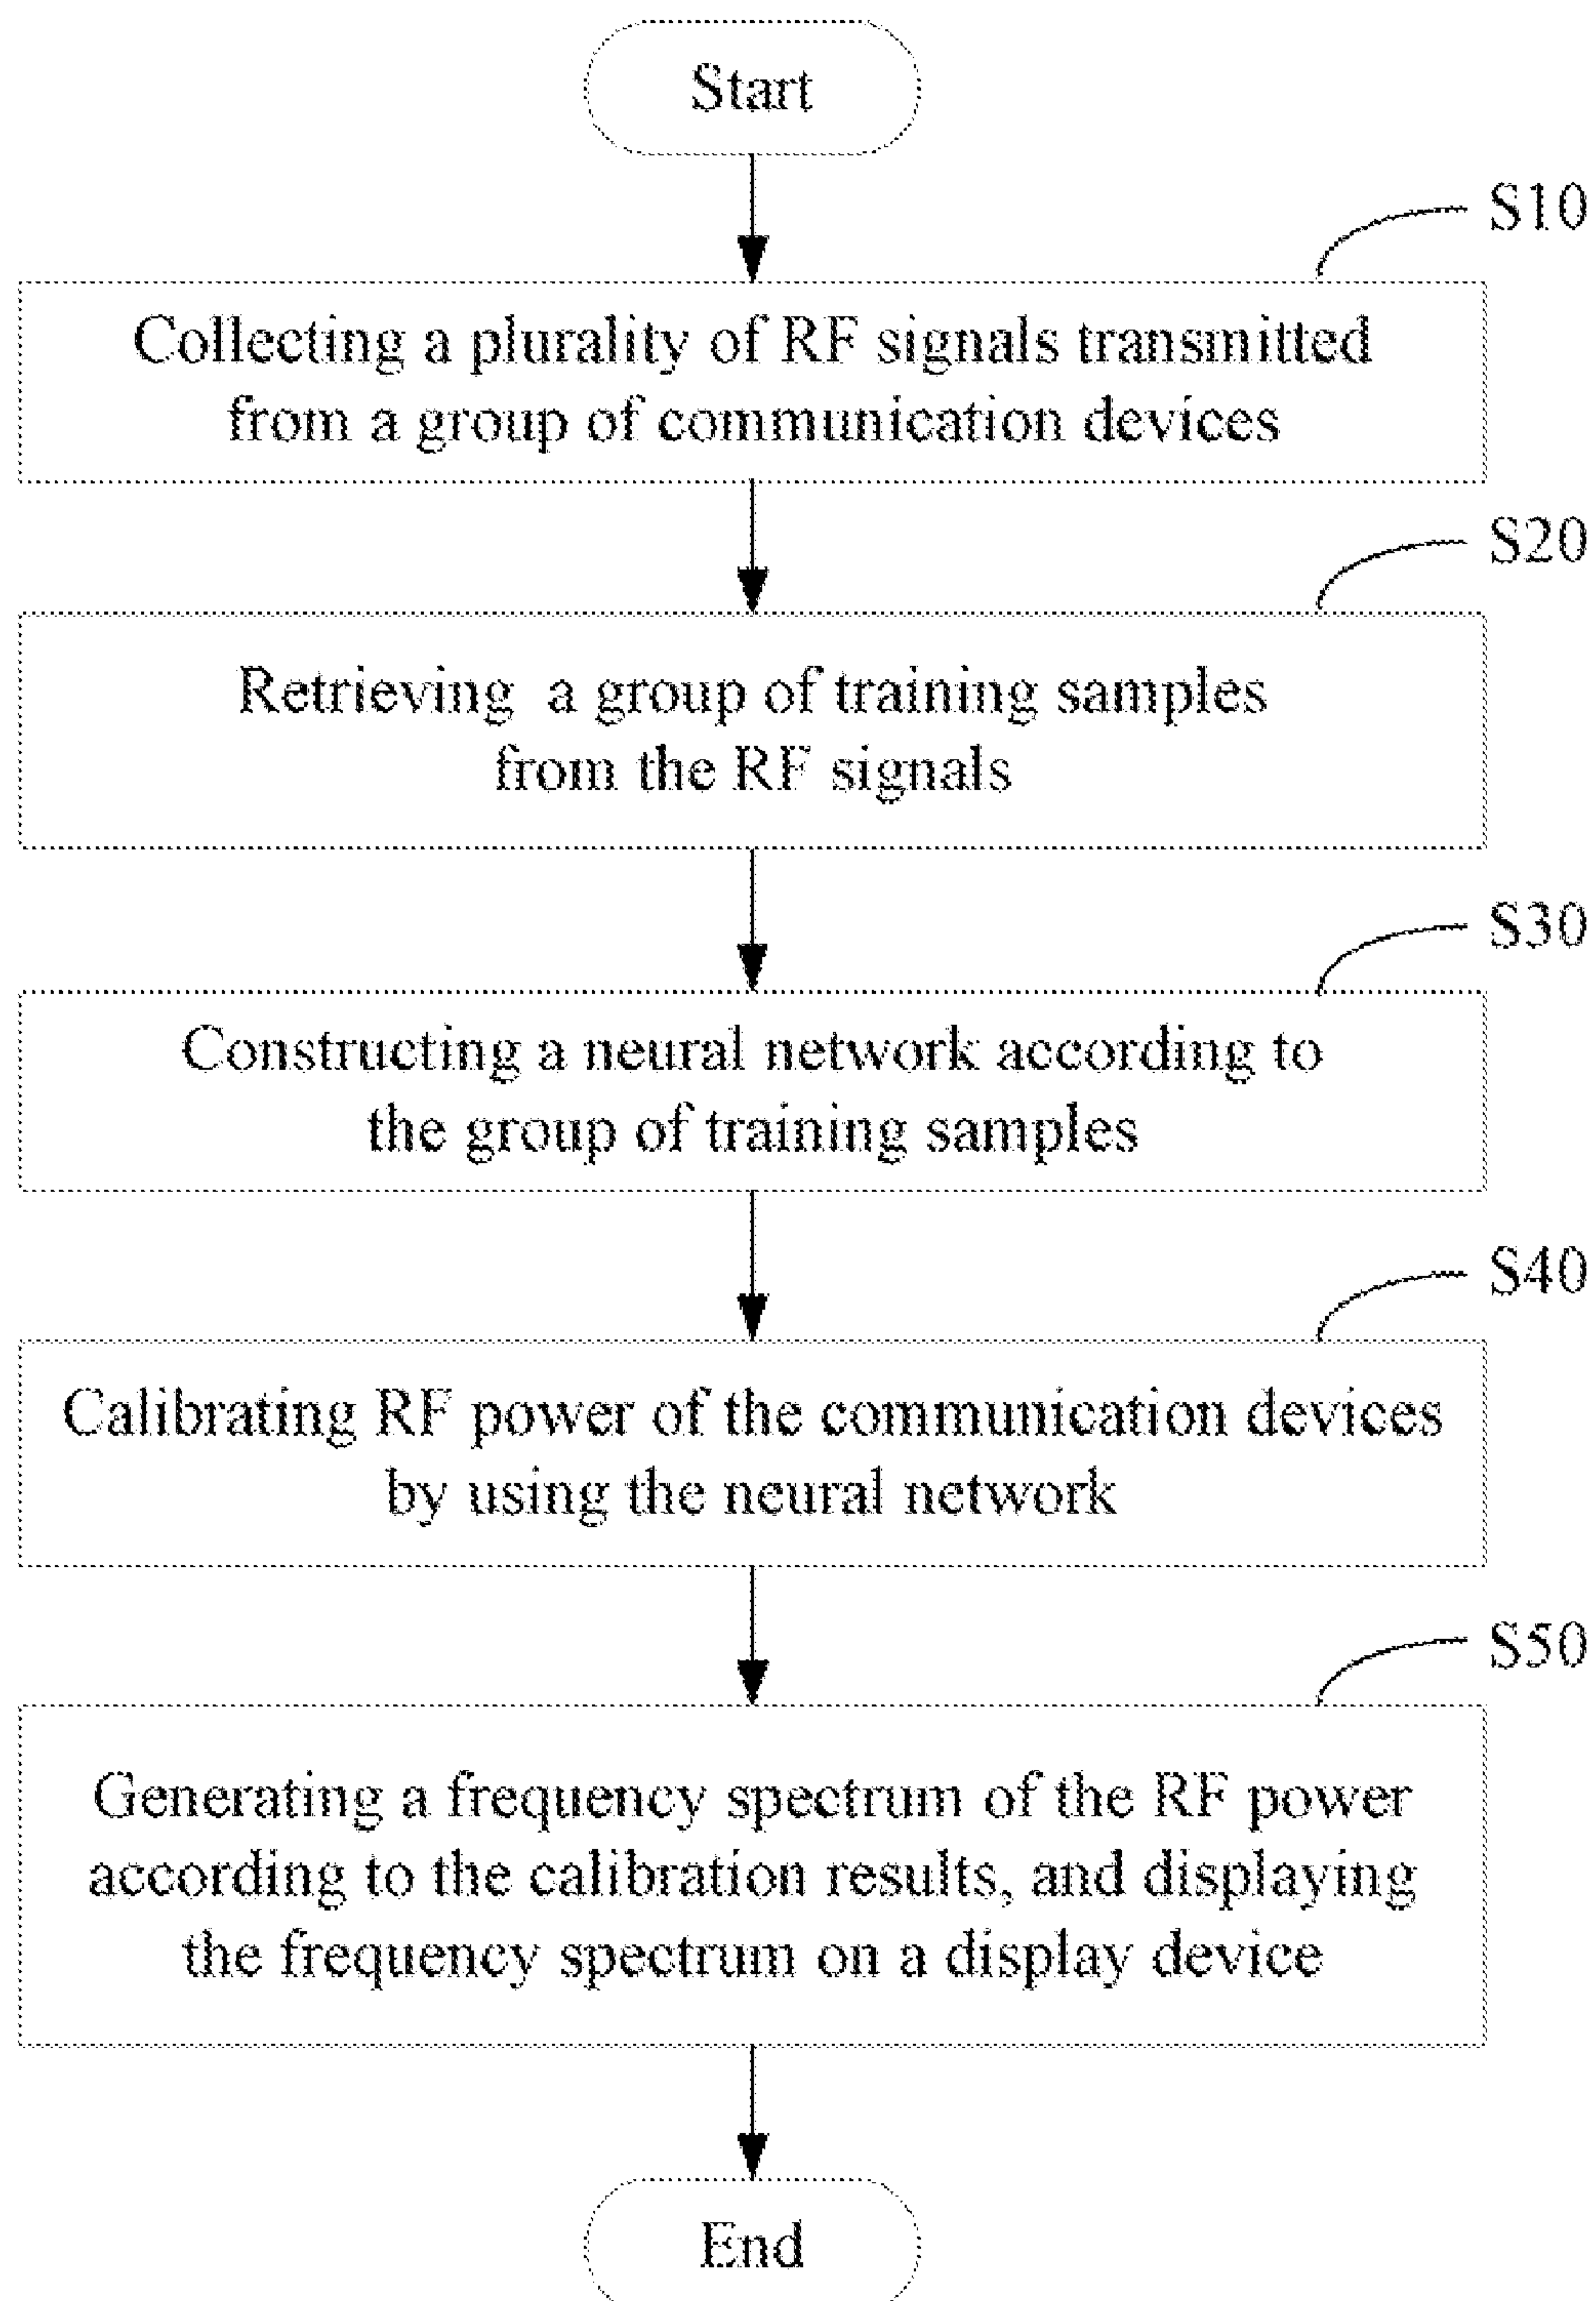 Start
S10
Collecting a plurality of RF signals transmitted
from a group of communication devices
S20
Retrieving a group of training samples
from the RF signals
S30
Constructing a neural network according to
the group of training samples
S40
Calibrating RF power of the communication devices
by using the neural network
S50
Generating a frequency spectrum of the RF power
according to the calibration results, and displaying
the frequency spectrum on a display device
End